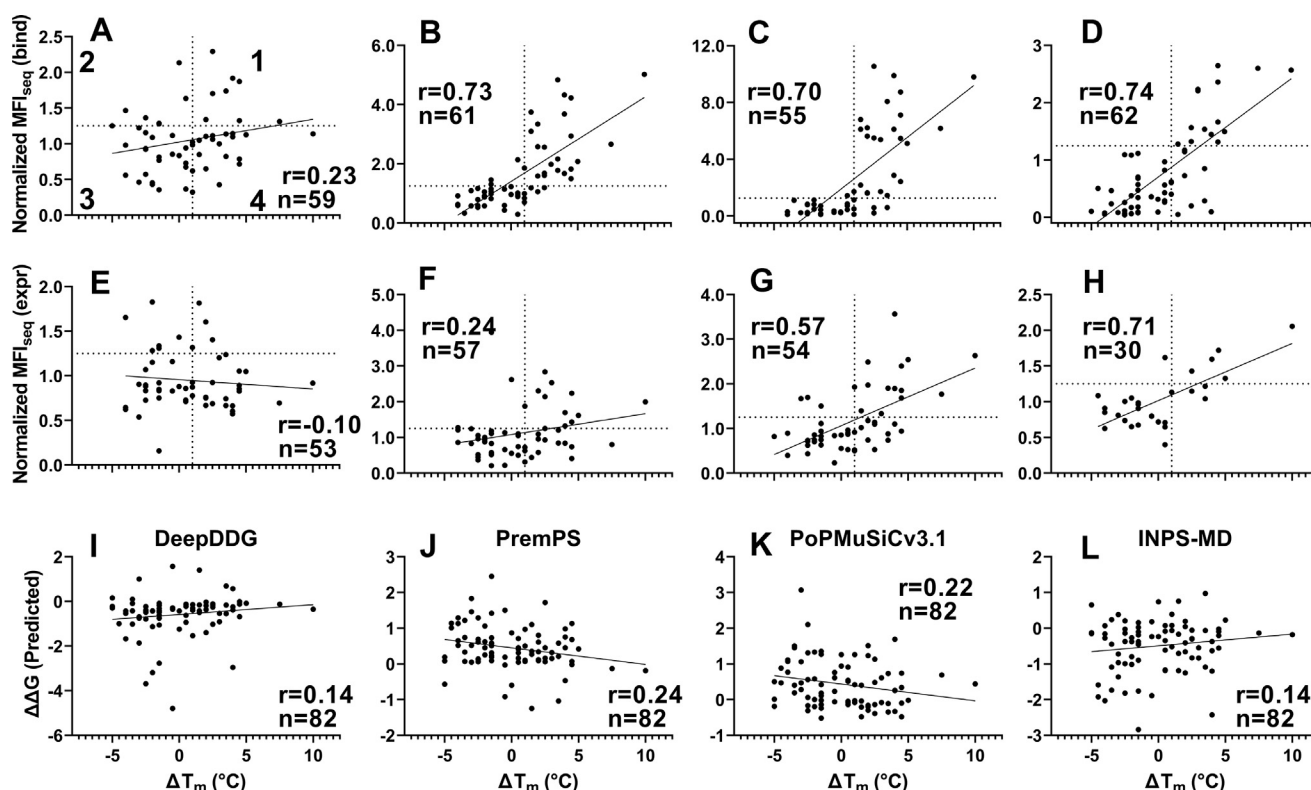 A
B
C
D
Normalized MFIseq (bind)
2.5
2.0
1.5
1.0
0.5
0.0
2
1
3
4
r=0.23
n=59
6.0
4.0
2.0
0.0
r=0.73
n=61
12.0
8.0
4.0
0.0
r=0.70
n=55
3
2
1
0
r=0.74
n=62
E
F
G
H
Normalized MFIseq (expr)
2.0
1.5
1.0
0.5
0.0
r=-0.10
n=53
5.0
4.0
3.0
2.0
1.0
0.0
r=0.24
n=57
4.0
3.0
2.0
1.0
0.0
r=0.57
n=54
2.5
2.0
1.5
1.0
0.5
0.0
r=0.71
n=30
I DeepDDG
J PremPS
K PoPMuSiCv3.1
L INPS-MD
ΔΔG (Predicted)
2
0
-2
-4
-6
r=0.14
n=82
-5 0 5 10
ΔTm (°C)
3
2
1
0
-1
-2
r=0.24
n=82
-5 0 5 10
ΔTm (°C)
4
3
2
1
0
-1
r=0.22
n=82
-5 0 5 10
ΔTm (°C)
2
1
-0
-1
-2
-3
r=0.14
n=82
-5 0 5 10
ΔTm (°C)